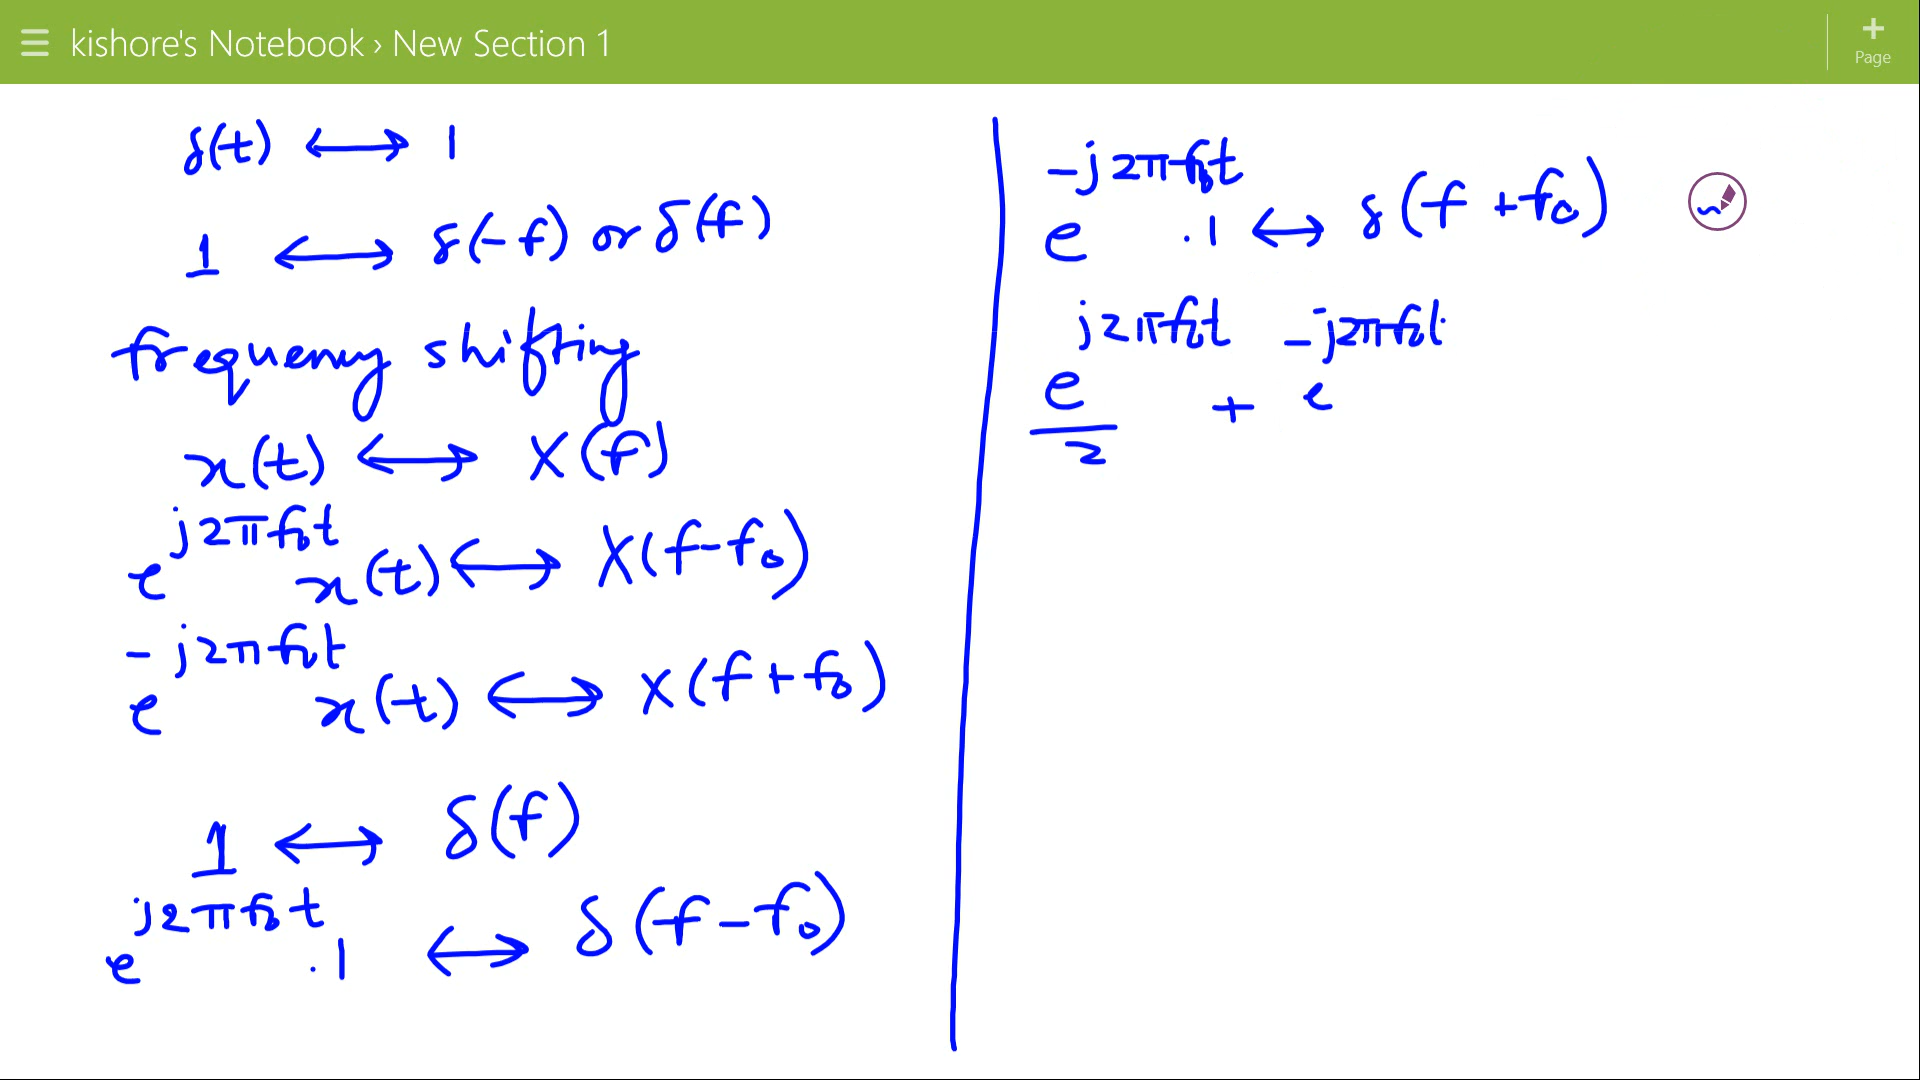 kishore's Notebook › New Section 1
Page
δ(t) ⟷ 1
1 ⟷ δ(-f) or δ(f)
frequency shifting
x(t) ⟷ X(f)
e^{j2πf₀t} x(t) ⟷ X(f-f₀)
e^{-j2πf₀t} x(t) ⟷ X(f+f₀)
1 ⟷ δ(f)
e^{j2πf₀t} .1 ⟷ δ(f-f₀)
e^{-j2πf₀t} .1 ⟷ δ(f+f₀)
e^{j2πf₀t}/2 + e^{-j2πf₀t}